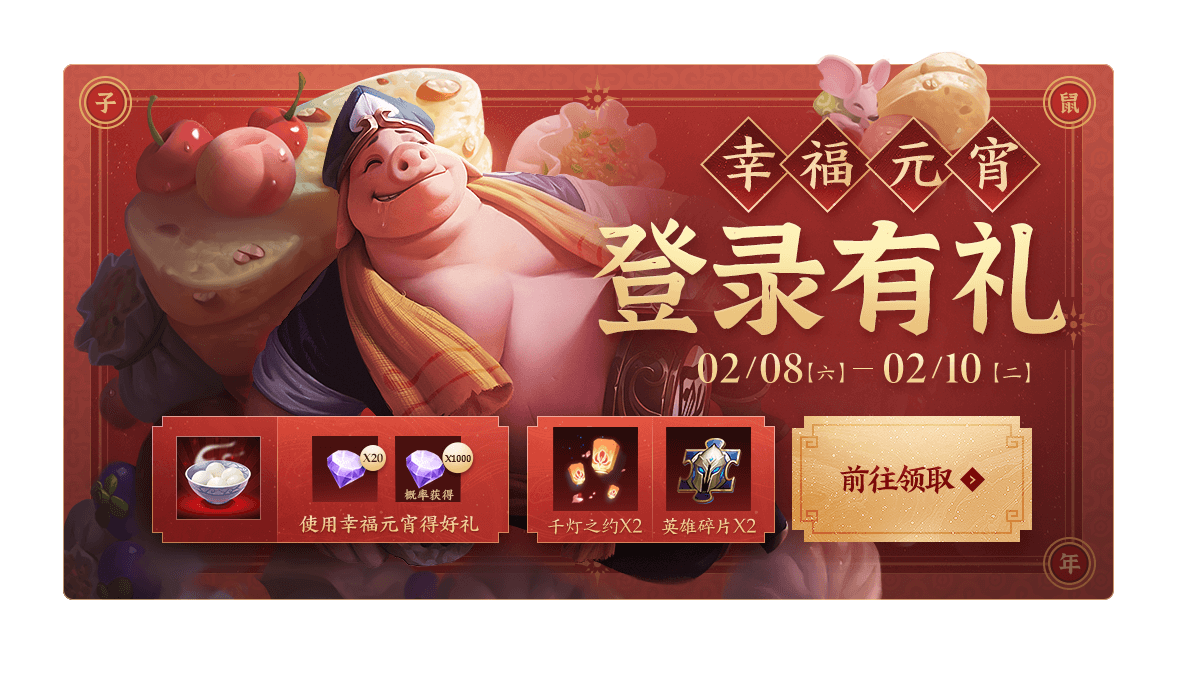 子
鼠
幸福元宵
登录有礼
02/08【六】—02/10【二】
X20
X1000
概率获得
使用幸福元宵得好礼
千灯之约X2
英雄碎片X2
前往领取
年